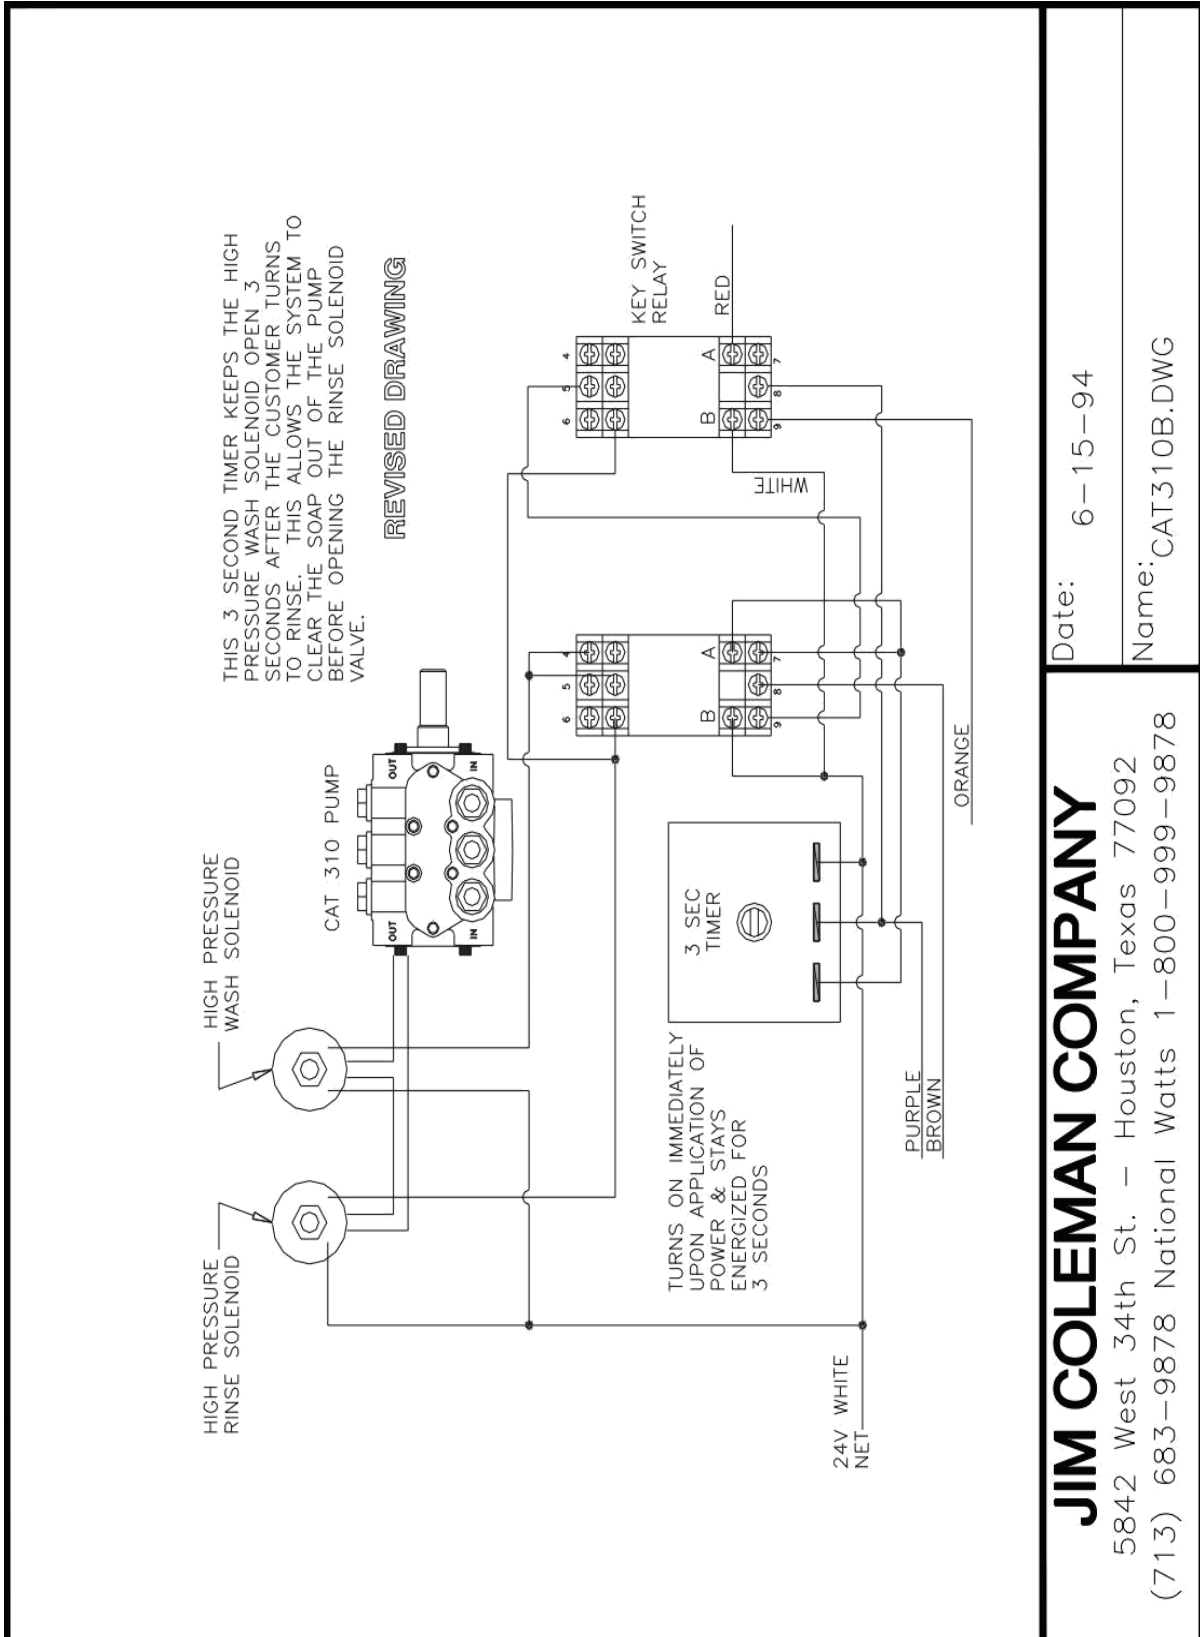 HIGH PRESSURE
RINSE SOLENOID
HIGH PRESSURE
WASH SOLENOID
THIS 3 SECOND TIMER KEEPS THE HIGH
PRESSURE WASH SOLENOID OPEN 3
SECONDS AFTER THE CUSTOMER TURNS
TO RINSE. THIS ALLOWS THE SYSTEM TO
CLEAR THE SOAP OUT OF THE PUMP
BEFORE OPENING THE RINSE SOLENOID
VALVE.
REVISED DRAWING
CAT 310 PUMP
OUT
OUT
IN
IN
6
5
4
B
A
9
8
7
6
5
4
B
A
9
8
7
KEY SWITCH
RELAY
RED
WHITE
3 SEC
TIMER
TURNS ON IMMEDIATELY
UPON APPLICATION OF
POWER & STAYS
ENERGIZED FOR
3 SECONDS
24V WHITE
NET
PURPLE
BROWN
ORANGE
JIM COLEMAN COMPANY
5842 West 34th St. – Houston, Texas 77092
(713) 683–9878 National Watts 1–800–999–9878
Date: 6–15–94
Name: CAT310B.DWG